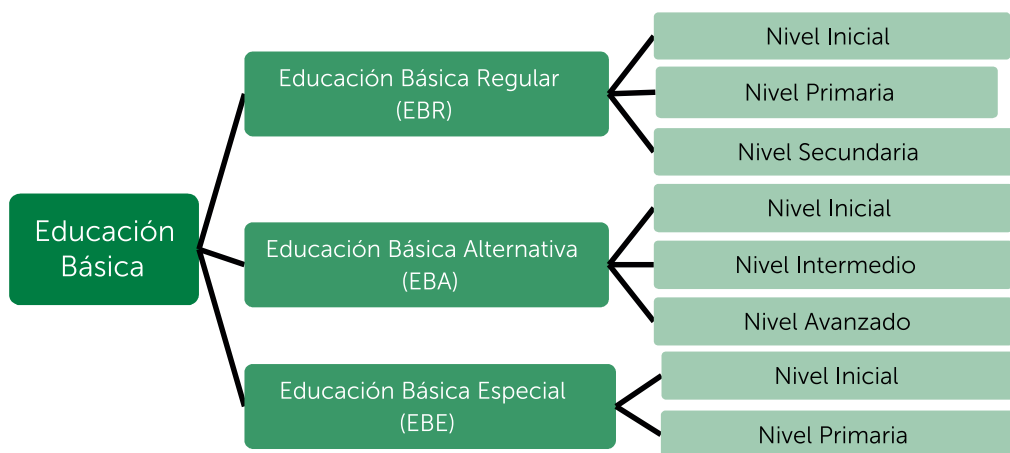 Educación
Básica
Educación Básica Regular
(EBR)
Nivel Inicial
Nivel Primaria
Nivel Secundaria
Educación Básica Alternativa
(EBA)
Nivel Inicial
Nivel Intermedio
Nivel Avanzado
Educación Básica Especial
(EBE)
Nivel Inicial
Nivel Primaria